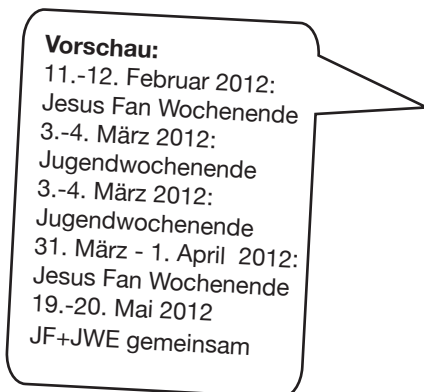 Vorschau:
11.-12. Februar 2012:
Jesus Fan Wochenende
3.-4. März 2012:
Jugendwochenende
3.-4. März 2012:
Jugendwochenende
31. März - 1. April  2012:
Jesus Fan Wochenende
19.-20. Mai 2012
JF+JWE gemeinsam